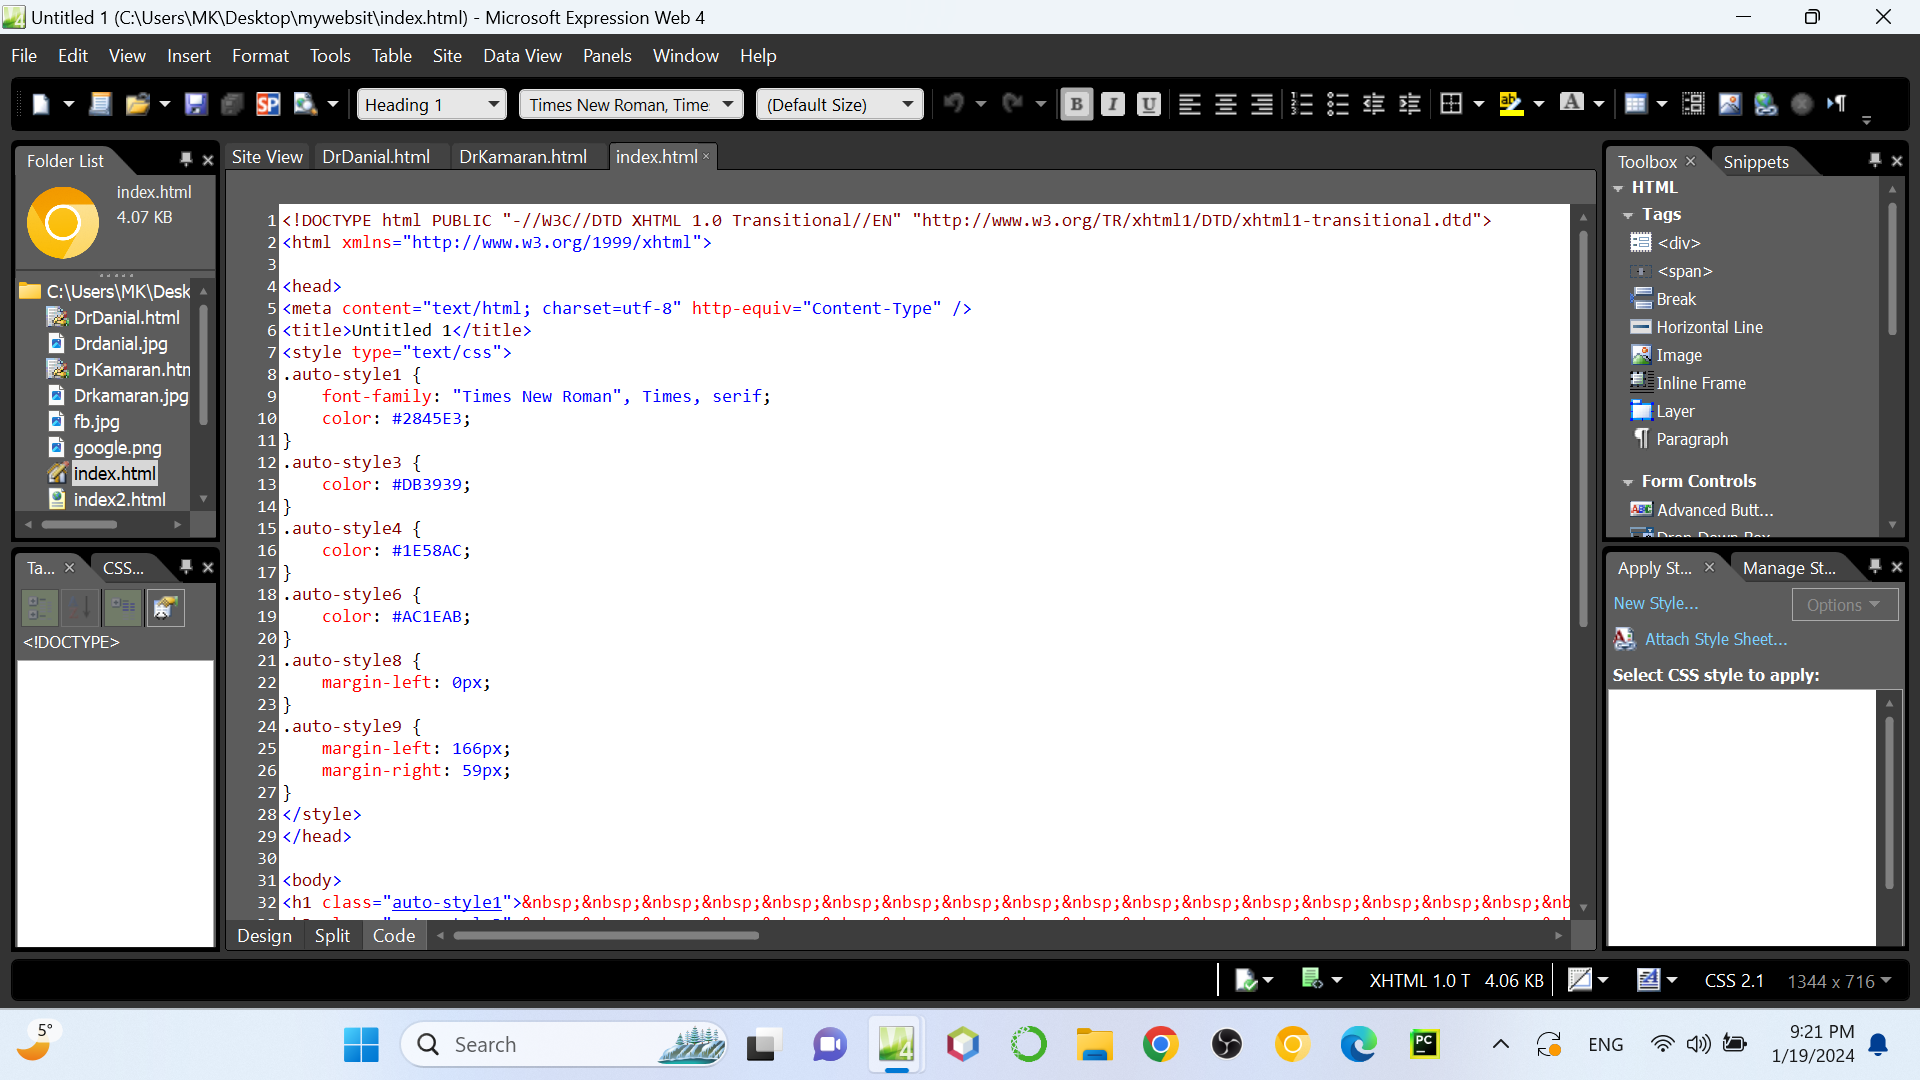 Untitled 1 (C:\Users\MK\Desktop\mywebsit\index.html) - Microsoft Expression Web 4
File Edit View Insert Format Tools Table Site Data View Panels Window Help
Heading 1 Times New Roman, Time: (Default Size)
Folder List
index.html
4.07 KB
C:\Users\MK\Desk
DrDanial.html
Drdanial.jpg
DrKamaran.htm
Drkamaran.jpg
fb.jpg
google.png
index.html
index2.html
Ta... CSS...
<!DOCTYPE>
Site View DrDanial.html DrKamaran.html index.html
1 <!DOCTYPE html PUBLIC "-//W3C//DTD XHTML 1.0 Transitional//EN" "http://www.w3.org/TR/xhtml1/DTD/xhtml1-transitional.dtd">
2 <html xmlns="http://www.w3.org/1999/xhtml">
3
4 <head>
5 <meta content="text/html; charset=utf-8" http-equiv="Content-Type" />
6 <title>Untitled 1</title>
7 <style type="text/css">
8 .auto-style1 {
9 font-family: "Times New Roman", Times, serif;
10 color: #2845E3;
11 }
12 .auto-style3 {
13 color: #DB3939;
14 }
15 .auto-style4 {
16 color: #1E58AC;
17 }
18 .auto-style6 {
19 color: #AC1EAB;
20 }
21 .auto-style8 {
22 margin-left: 0px;
23 }
24 .auto-style9 {
25 margin-left: 166px;
26 margin-right: 59px;
27 }
28 </style>
29 </head>
30
31 <body>
32 <h1 class="auto-style1">&nbsp;&nbsp;&nbsp;&nbsp;&nbsp;&nbsp;&nbsp;&nbsp;&nbsp;&nbsp;&nbsp;&nbsp;&nbsp;&nbsp;&nbsp;&nbsp;&nbsp;&nb
Design Split Code
Toolbox Snippets
HTML
Tags
<div>
<span>
Break
Horizontal Line
Image
Inline Frame
Layer
Paragraph
Form Controls
Advanced Butt...
Drop-Down Box
Apply St... Manage St...
New Style... Options
Attach Style Sheet...
Select CSS style to apply:
XHTML 1.0 T 4.06 KB CSS 2.1 1344 x 716
5°
Search
ENG
9:21 PM
1/19/2024